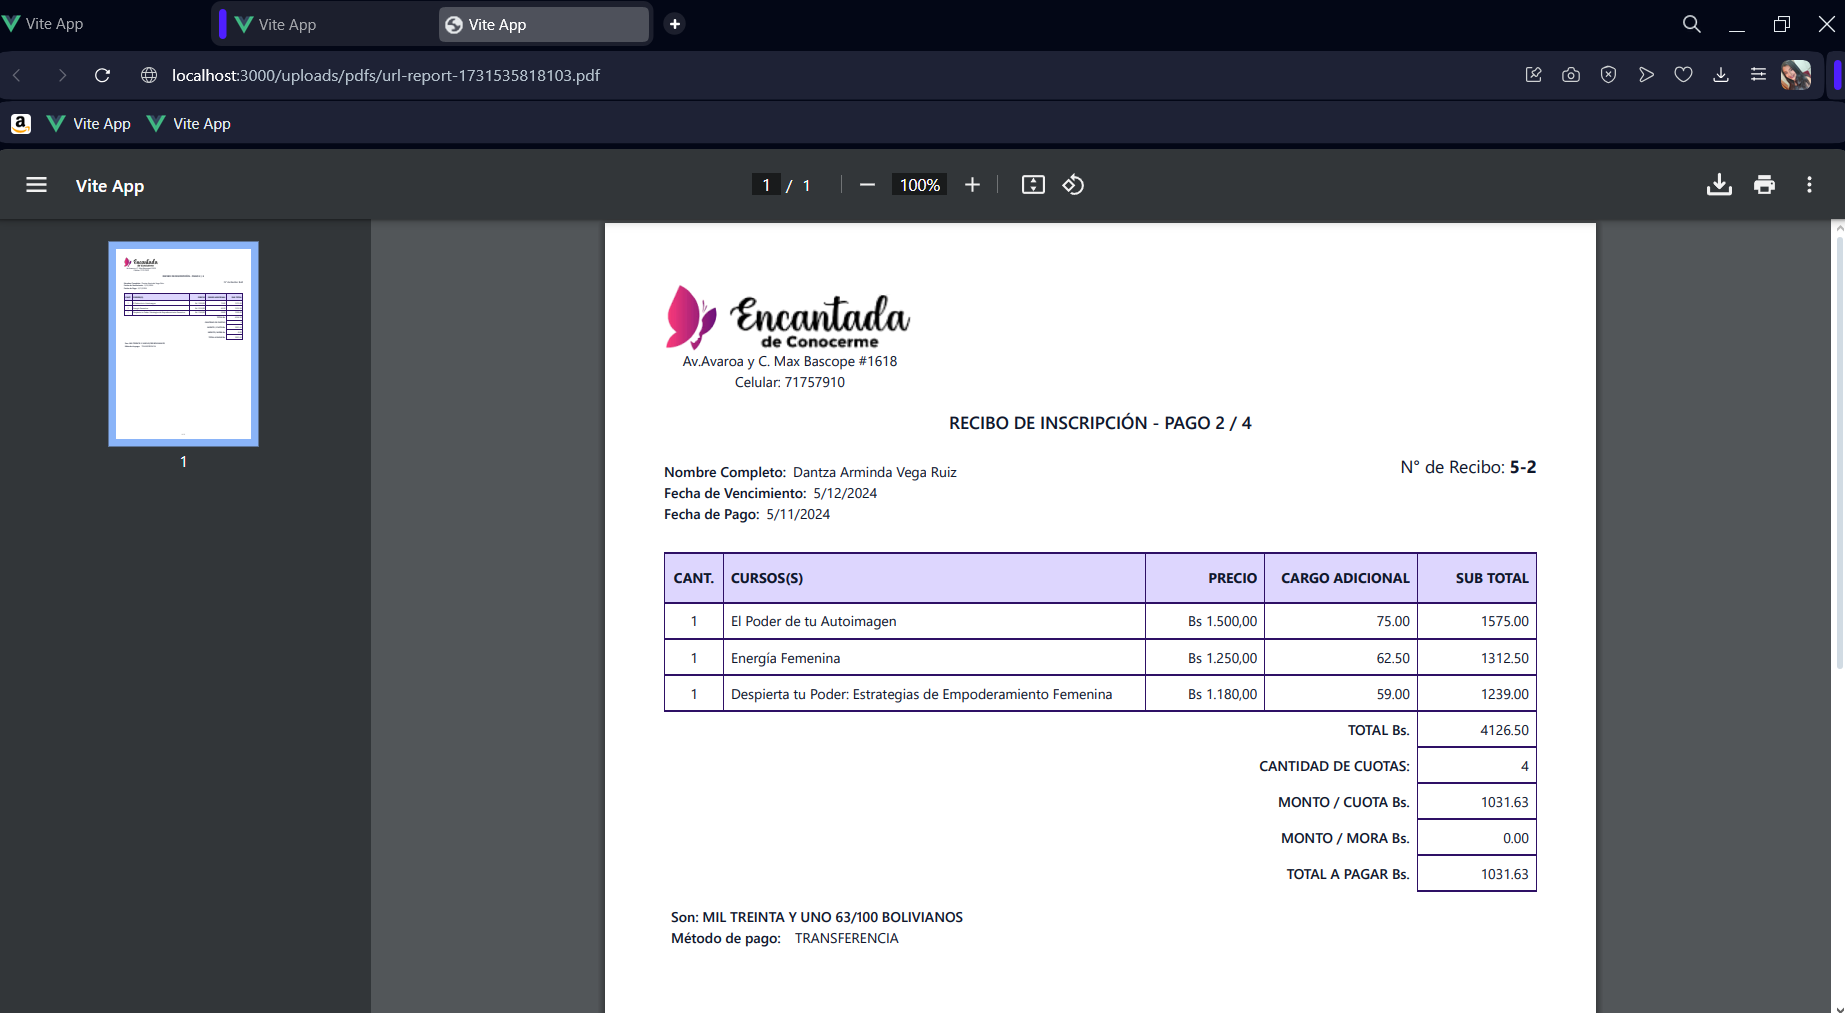 Vite App
Vite App
Vite App
localhost:3000/uploads/pdfs/url-report-1731535818103.pdf
a
Vite App
Vite App
Vite App
1 / 1
100%
1
Encantada
de Conocerme
Av.Avaroa y C. Max Bascope #1618
Celular: 71757910
RECIBO DE INSCRIPCIÓN - PAGO 2 / 4
N° de Recibo: 5-2
Nombre Completo: Dantza Arminda Vega Ruiz
Fecha de Vencimiento: 5/12/2024
Fecha de Pago: 5/11/2024
CANT. CURSOS(S) PRECIO CARGO ADICIONAL SUB TOTAL
1 El Poder de tu Autoimagen Bs 1.500,00 75.00 1575.00
1 Energía Femenina Bs 1.250,00 62.50 1312.50
1 Despierta tu Poder: Estrategias de Empoderamiento Femenina Bs 1.180,00 59.00 1239.00
TOTAL Bs. 4126.50
CANTIDAD DE CUOTAS: 4
MONTO / CUOTA Bs. 1031.63
MONTO / MORA Bs. 0.00
TOTAL A PAGAR Bs. 1031.63
Son: MIL TREINTA Y UNO 63/100 BOLIVIANOS
Método de pago: TRANSFERENCIA